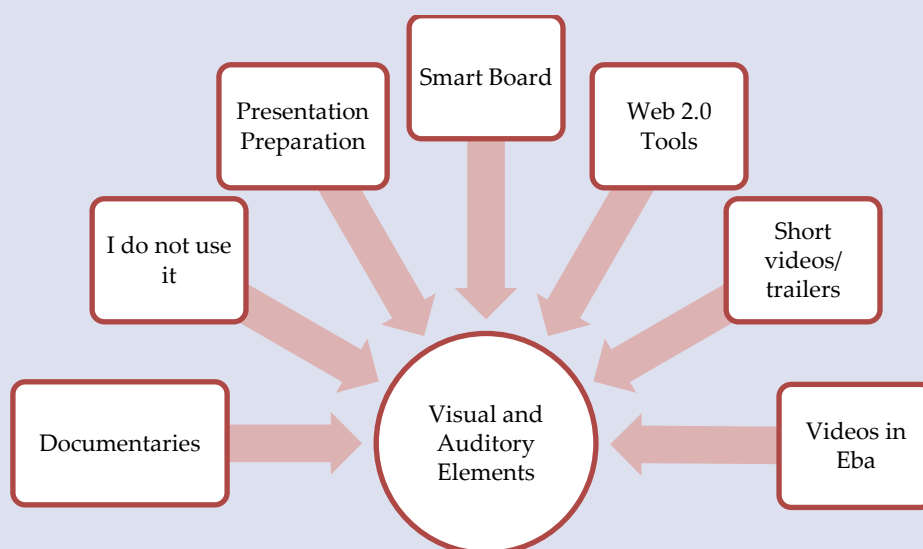 Smart Board
Presentation
Preparation
Web 2.0
Tools
I do not use
it
Short
videos/
trailers
Documentaries
Visual and
Auditory
Elements
Videos in
Eba